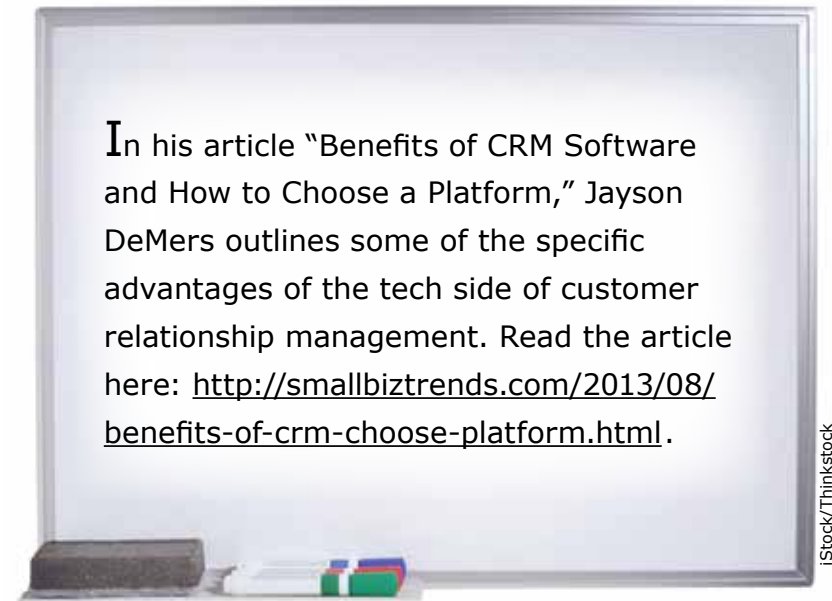 In his article “Benefits of CRM Software
and How to Choose a Platform,” Jayson
DeMers outlines some of the specific
advantages of the tech side of customer
relationship management. Read the article
here: http://smallbiztrends.com/2013/08/
benefits-of-crm-choose-platform.html.
iStock/Thinkstock